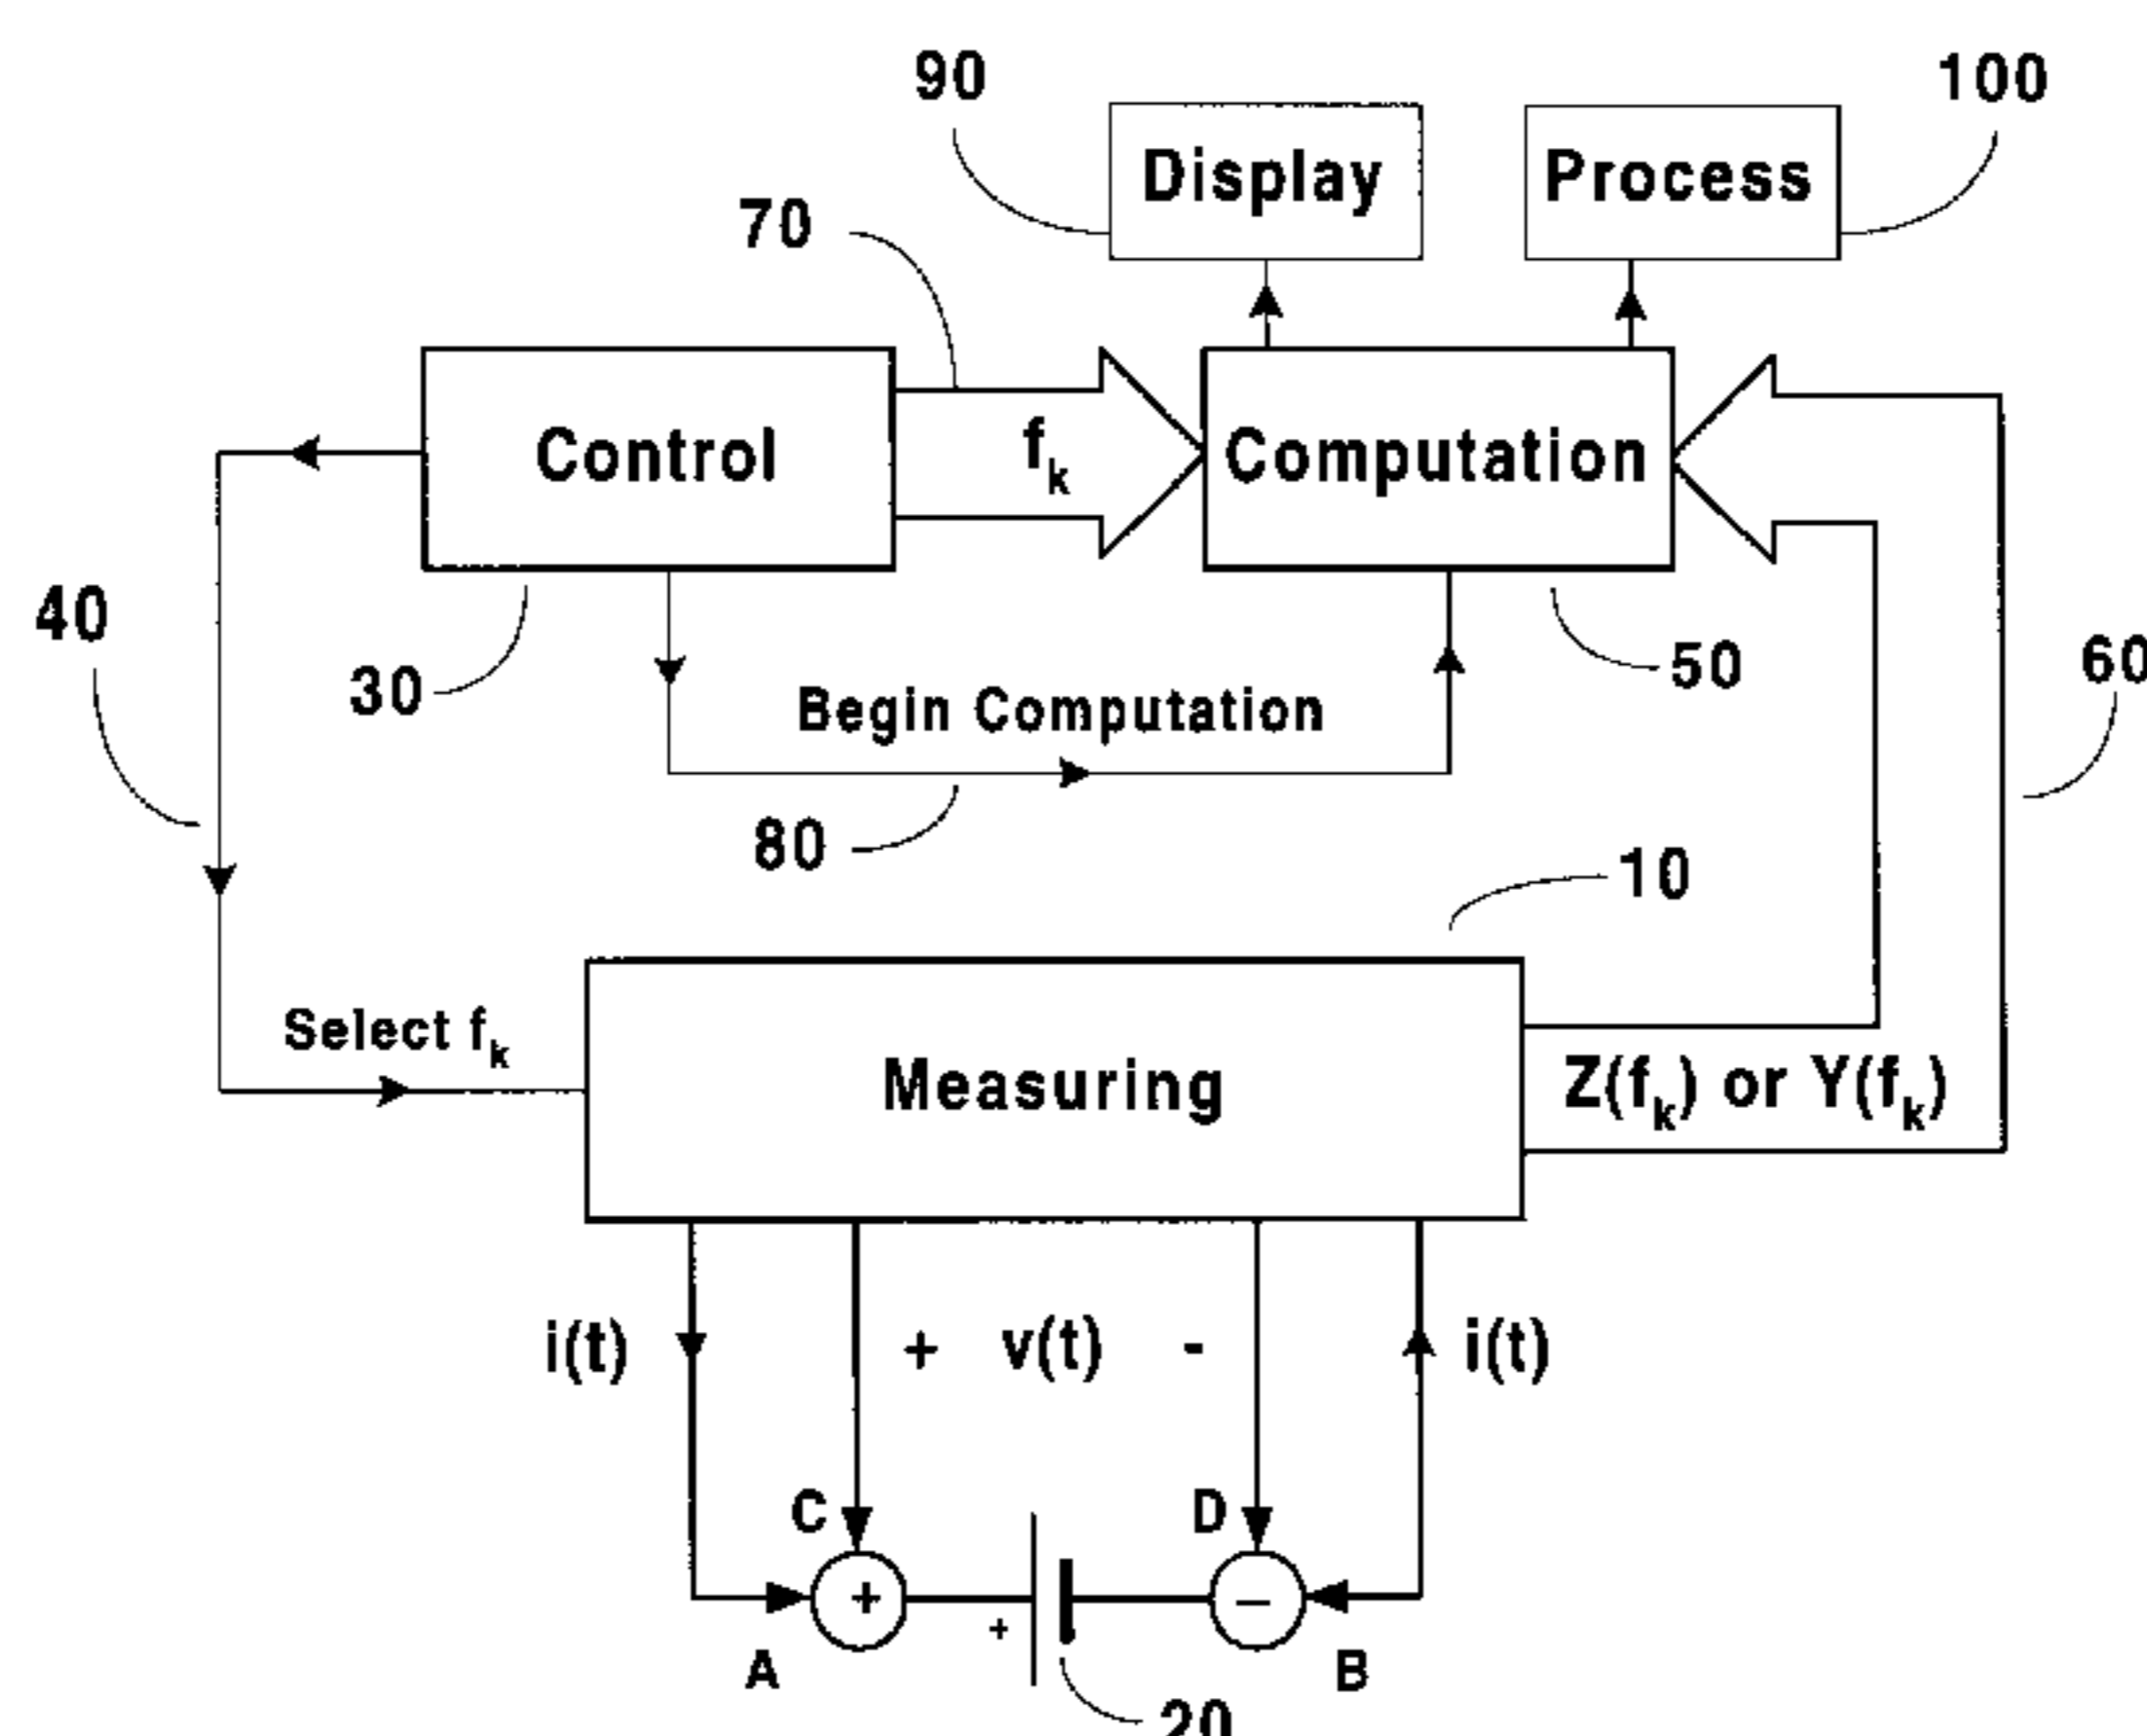 90
100
Display
Process
70
Control
f_k
Computation
40
30
50
60
Begin Computation
80
10
Select f_k
Measuring
Z(f_k) or Y(f_k)
i(t)
+ v(t) -
i(t)
C
D
+
−
+
A
B
20